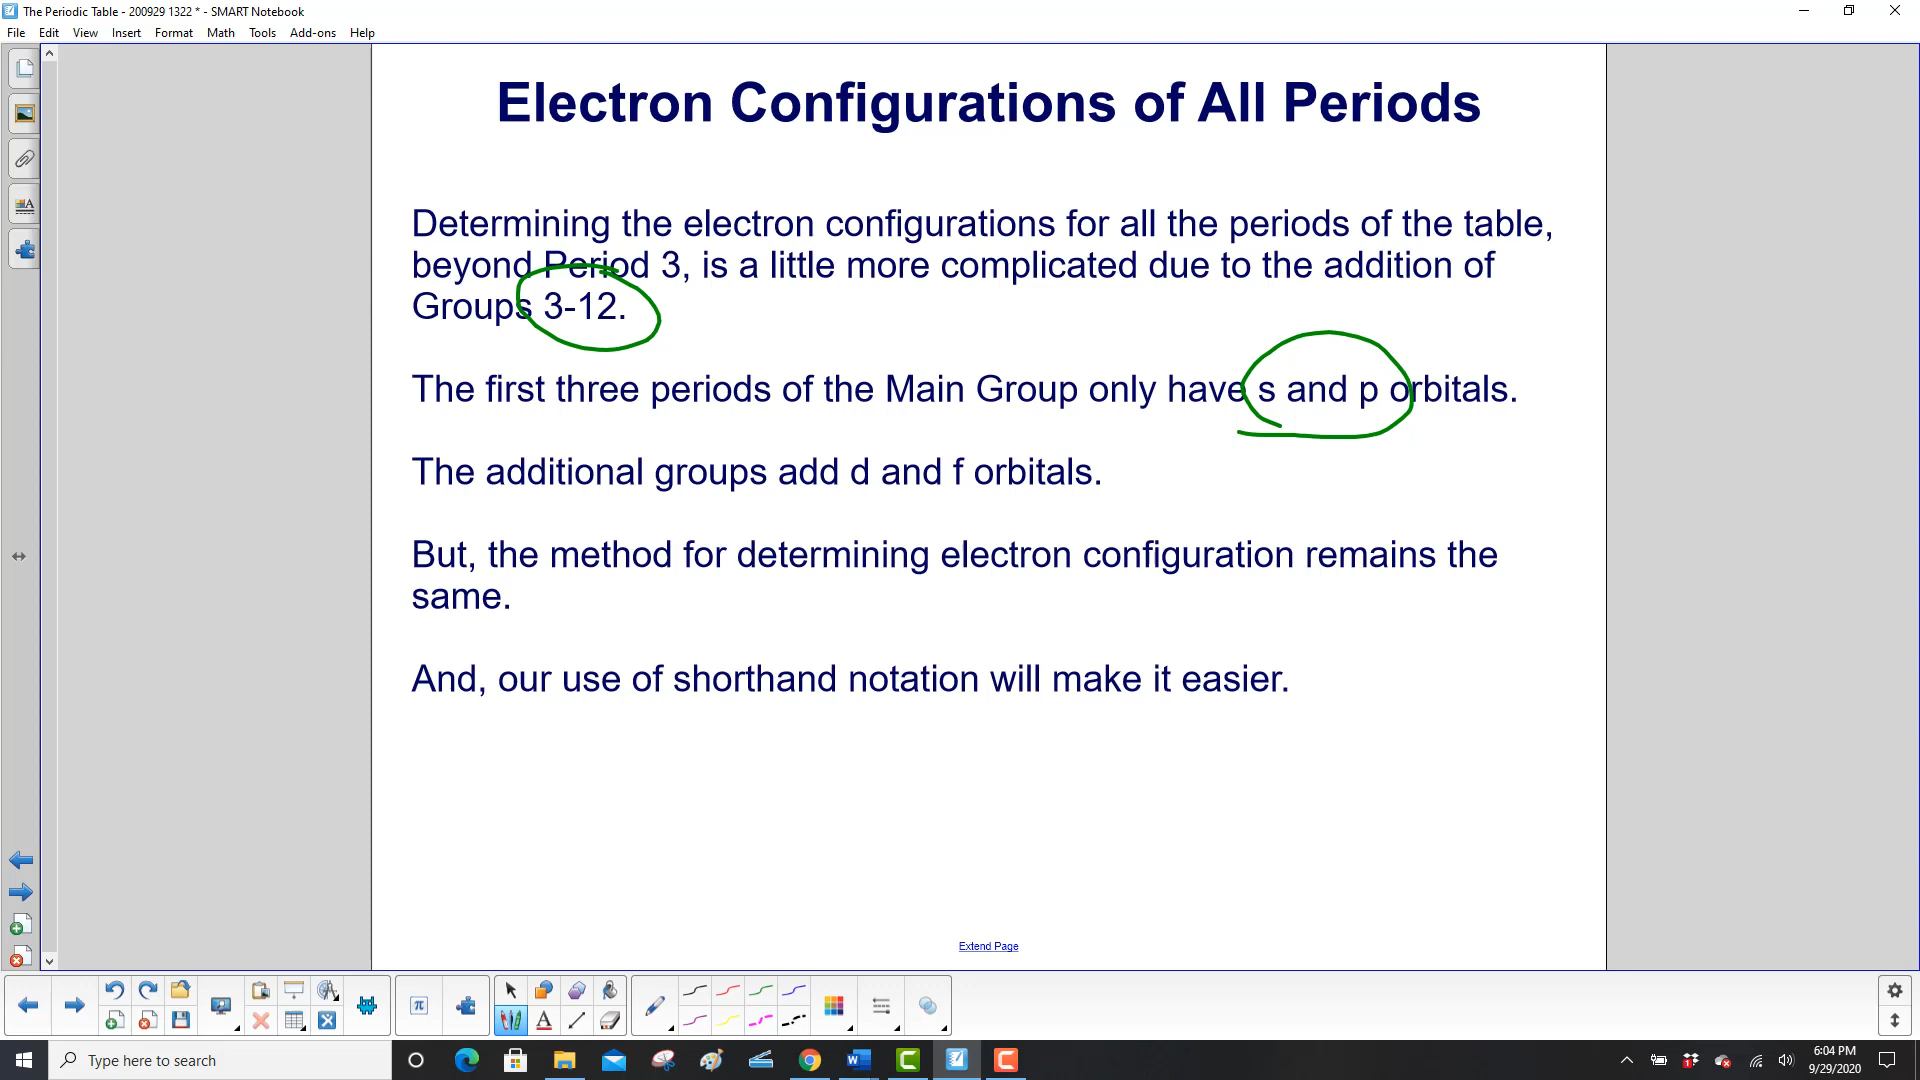 The Periodic Table - 200929 1322 * - SMART Notebook
File Edit View Insert Format Math Tools Add-ons Help
Electron Configurations of All Periods
Determining the electron configurations for all the periods of the table,
beyond Period 3, is a little more complicated due to the addition of
Groups 3-12.
The first three periods of the Main Group only have s and p orbitals.
The additional groups add d and f orbitals.
But, the method for determining electron configuration remains the
same.
And, our use of shorthand notation will make it easier.
Extend Page
Type here to search
6:04 PM
9/29/2020